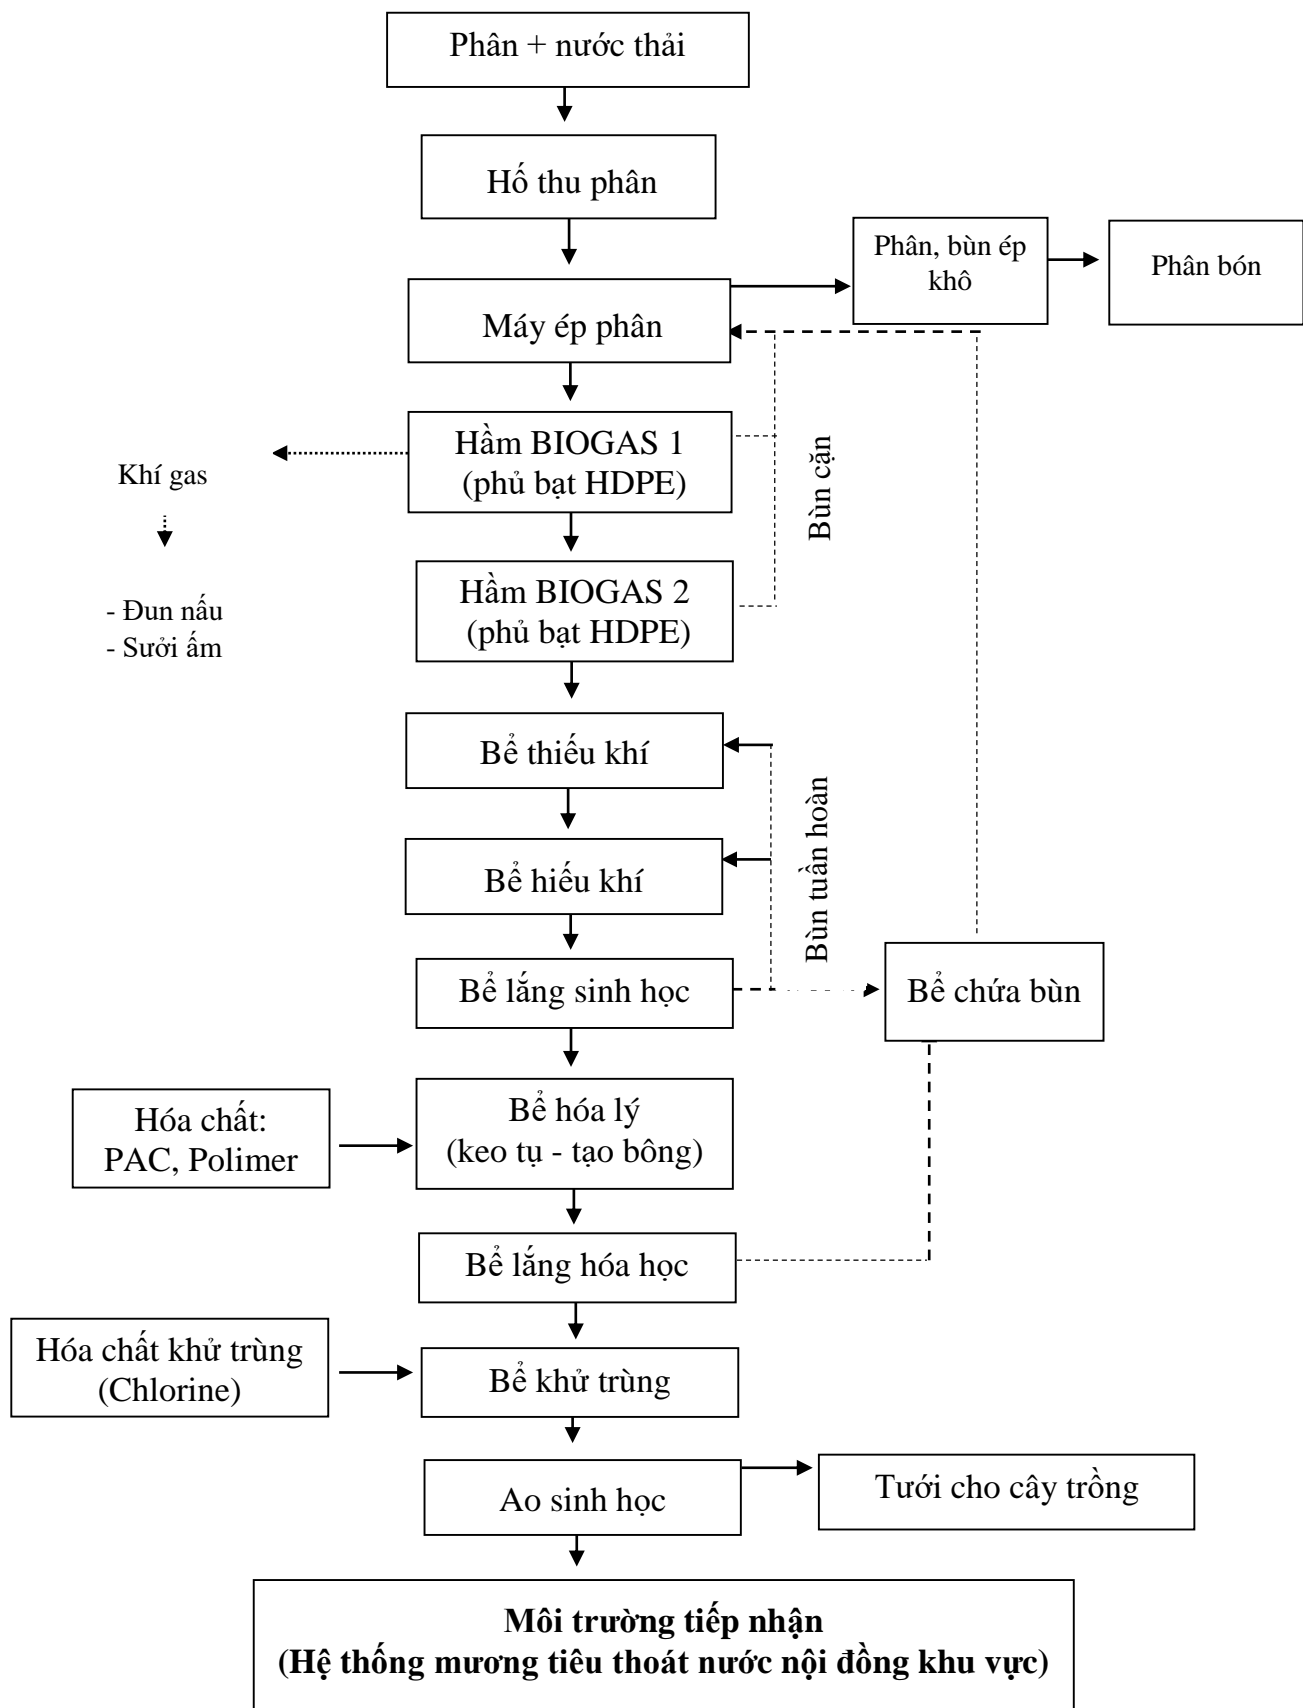 Phân + nước thải
Hố thu phân
Phân, bùn ép
khô
Phân bón
Máy ép phân
Hầm BIOGAS 1
(phủ bạt HDPE)
Khí gas
Bùn cặn
Hầm BIOGAS 2
(phủ bạt HDPE)
- Đun nấu
- Sưởi ấm
Bể thiếu khí
Bùn tuần hoàn
Bể hiếu khí
Bể lắng sinh học
Bể chứa bùn
Hóa chất:
PAC, Polimer
Bể hóa lý
(keo tụ - tạo bông)
Bể lắng hóa học
Hóa chất khử trùng
(Chlorine)
Bể khử trùng
Ao sinh học
Tưới cho cây trồng
Môi trường tiếp nhận
(Hệ thống mương tiêu thoát nước nội đồng khu vực)